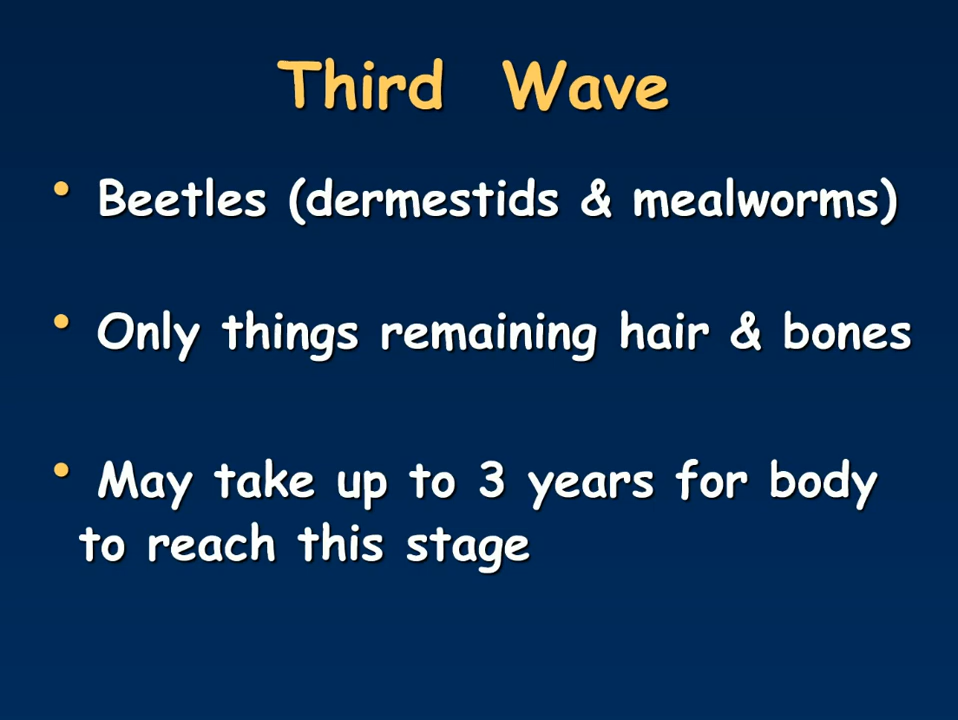 Third Wave
• Beetles (dermestids & mealworms)
• Only things remaining hair & bones
• May take up to 3 years for body
to reach this stage